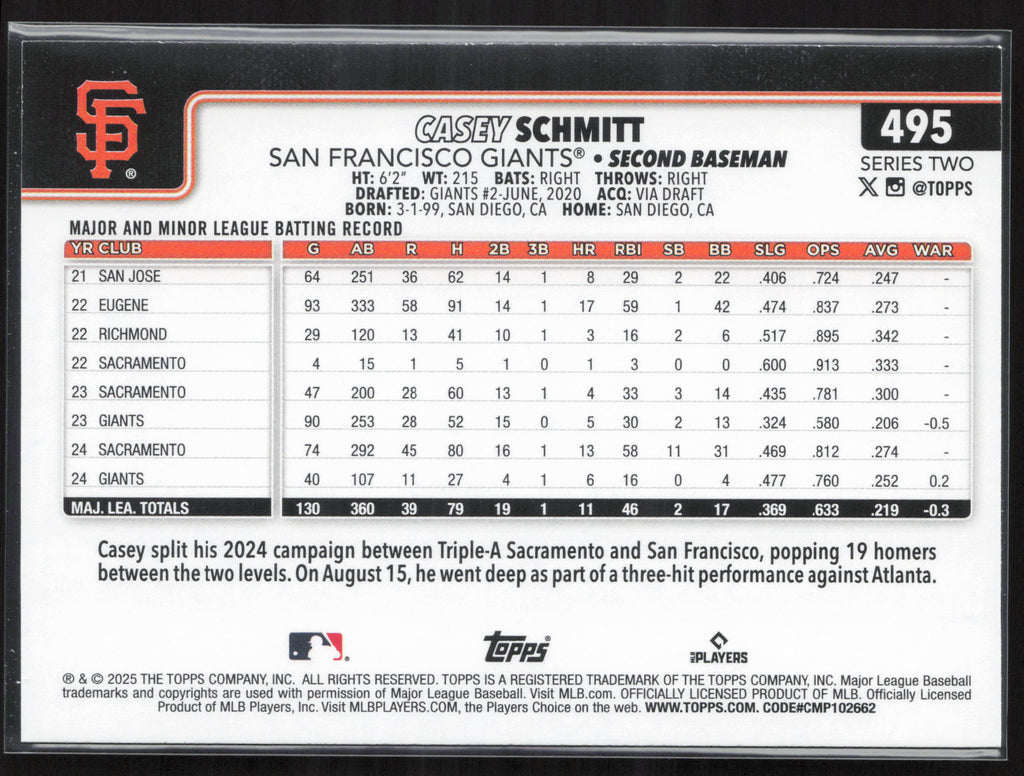 SF®
495
CASEY SCHMITT
SAN FRANCISCO GIANTS® • SECOND BASEMAN
SERIES TWO
HT: 6'2" WT: 215 BATS: RIGHT THROWS: RIGHT
@TOPPS
DRAFTED: GIANTS #2-JUNE, 2020 ACQ: VIA DRAFT
BORN: 3-1-99, SAN DIEGO, CA HOME: SAN DIEGO, CA
MAJOR AND MINOR LEAGUE BATTING RECORD
YR CLUB G AB R H 2B 3B HR RBI SB BB SLG OPS AVG WAR
21 SAN JOSE 64 251 36 62 14 1 8 29 2 22 .406 .724 .247 -
22 EUGENE 93 333 58 91 14 1 17 59 1 42 .474 .837 .273 -
22 RICHMOND 29 120 13 41 10 1 3 16 2 6 .517 .895 .342 -
22 SACRAMENTO 4 15 1 5 1 0 1 3 0 0 .600 .913 .333 -
23 SACRAMENTO 47 200 28 60 13 1 4 33 3 14 .435 .781 .300 -
23 GIANTS 90 253 28 52 15 0 5 30 2 13 .324 .580 .206 -0.5
24 SACRAMENTO 74 292 45 80 16 1 13 58 11 31 .469 .812 .274 -
24 GIANTS 40 107 11 27 4 1 6 16 0 4 .477 .760 .252 0.2
MAJ. LEA. TOTALS 130 360 39 79 19 1 11 46 2 17 .369 .633 .219 -0.3
Casey split his 2024 campaign between Triple-A Sacramento and San Francisco, popping 19 homers
between the two levels. On August 15, he went deep as part of a three-hit performance against Atlanta.
topps®
MLB PLAYERS
® & © 2025 THE TOPPS COMPANY, INC. ALL RIGHTS RESERVED. TOPPS IS A REGISTERED TRADEMARK OF THE TOPPS COMPANY, INC. Major League Baseball
trademarks and copyrights are used with permission of Major League Baseball. Visit MLB.com. OFFICIALLY LICENSED PRODUCT OF MLB. Officially Licensed
Product of MLB Players, Inc. Visit MLBPLAYERS.COM, the Players Choice on the web. WWW.TOPPS.COM. CODE#CMP102662